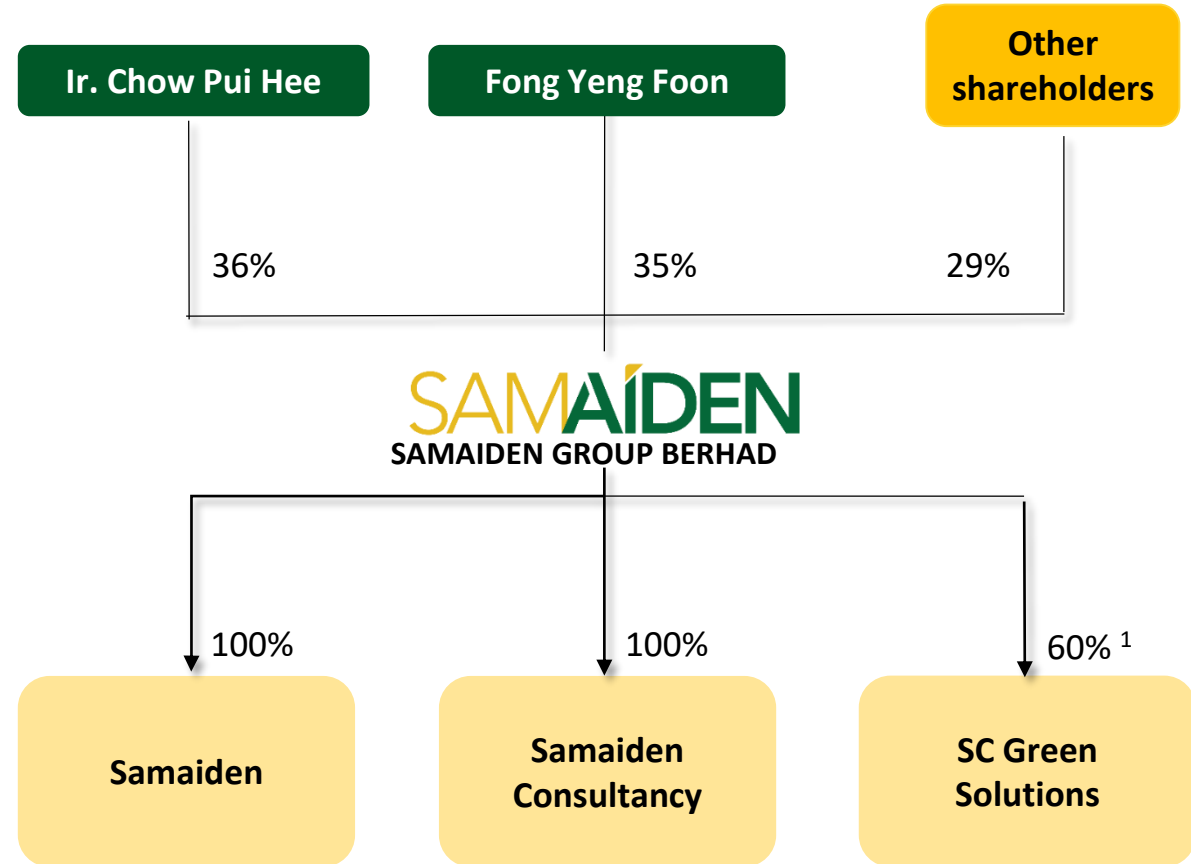 Ir. Chow Pui Hee
Fong Yeng Foon
Other
shareholders
36%
35%
29%
SAMAIDEN
SAMAIDEN GROUP BERHAD
100%
100%
60% 1
Samaiden
Samaiden
Consultancy
SC Green
Solutions